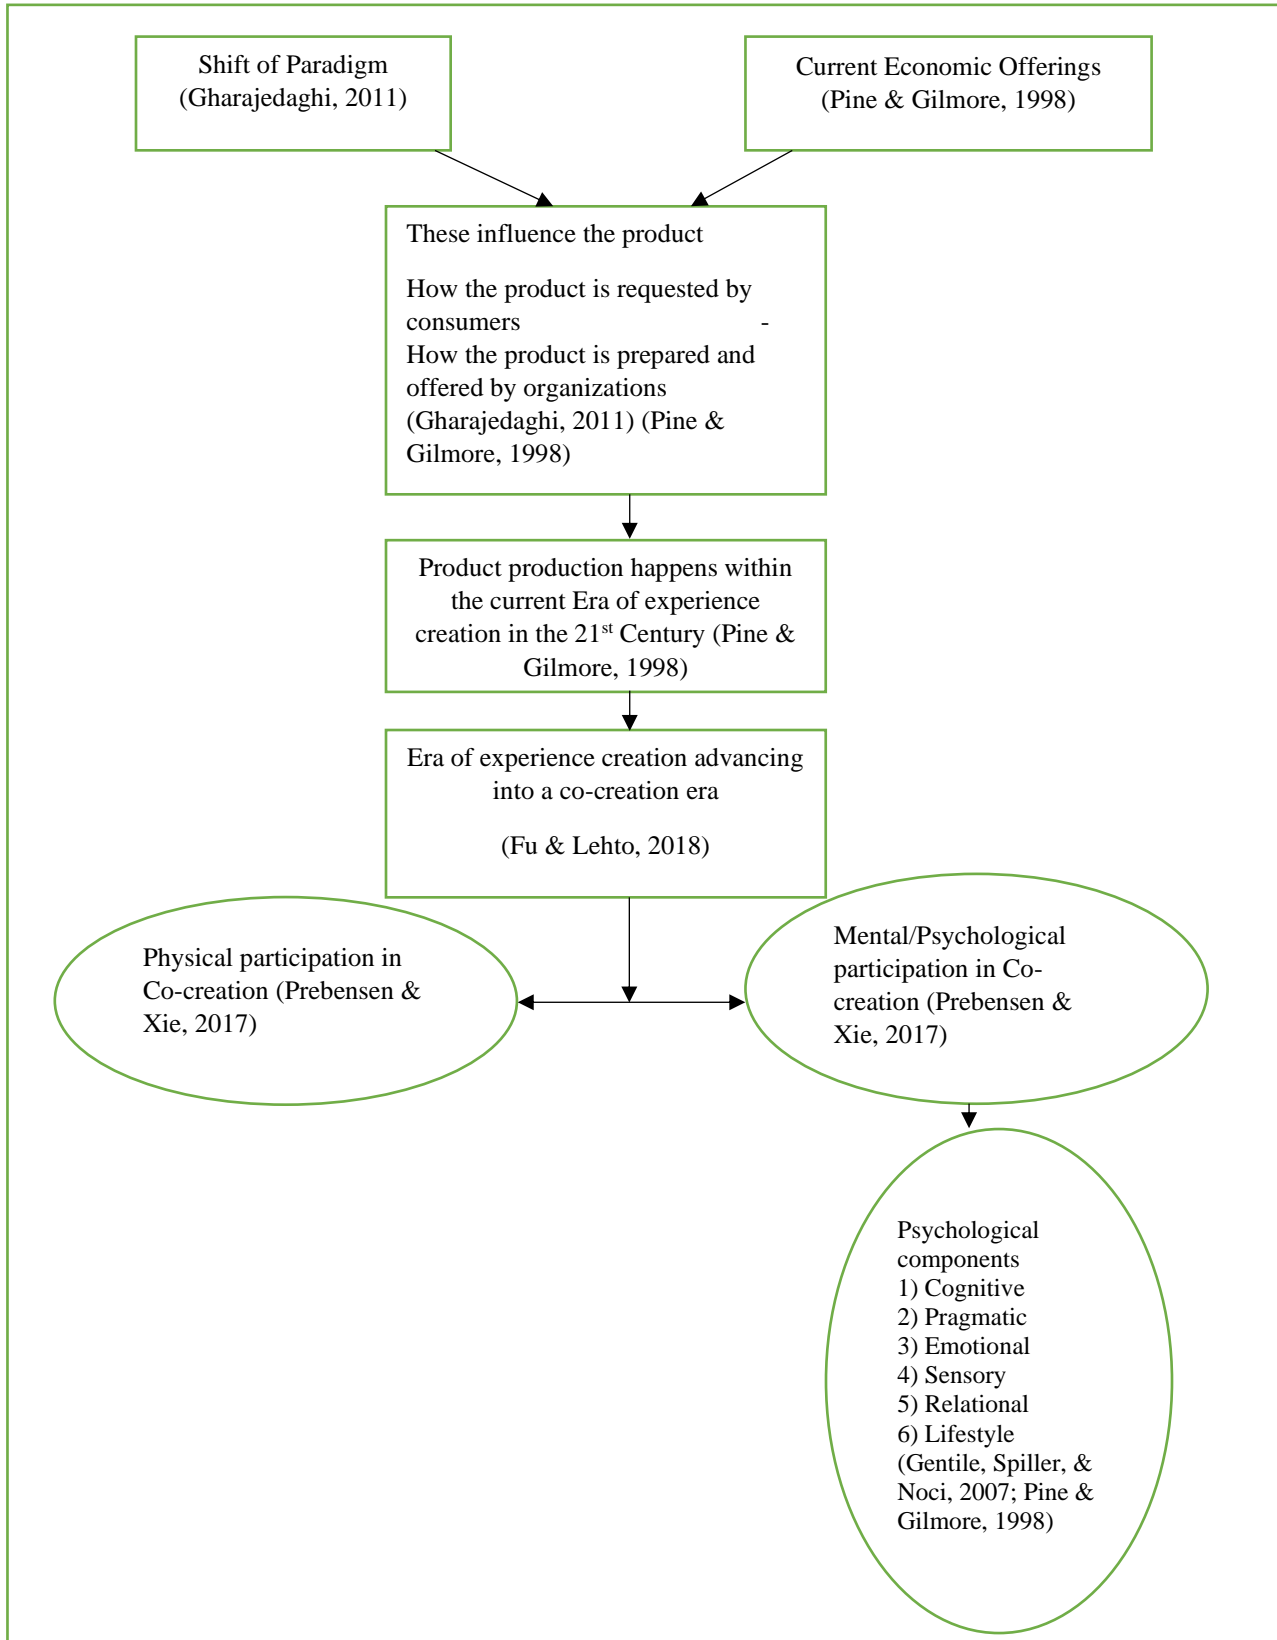 Shift of Paradigm
(Gharajedaghi, 2011)
Current Economic Offerings
(Pine & Gilmore, 1998)
These influence the product
How the product is requested by
consumers -
How the product is prepared and
offered by organizations
(Gharajedaghi, 2011) (Pine &
Gilmore, 1998)
Product production happens within
the current Era of experience
creation in the 21st Century (Pine &
Gilmore, 1998)
Era of experience creation advancing
into a co-creation era
(Fu & Lehto, 2018)
Physical participation in
Co-creation (Prebensen &
Xie, 2017)
Mental/Psychological
participation in Co-
creation (Prebensen &
Xie, 2017)
Psychological
components
1) Cognitive
2) Pragmatic
3) Emotional
4) Sensory
5) Relational
6) Lifestyle
(Gentile, Spiller, &
Noci, 2007; Pine &
Gilmore, 1998)